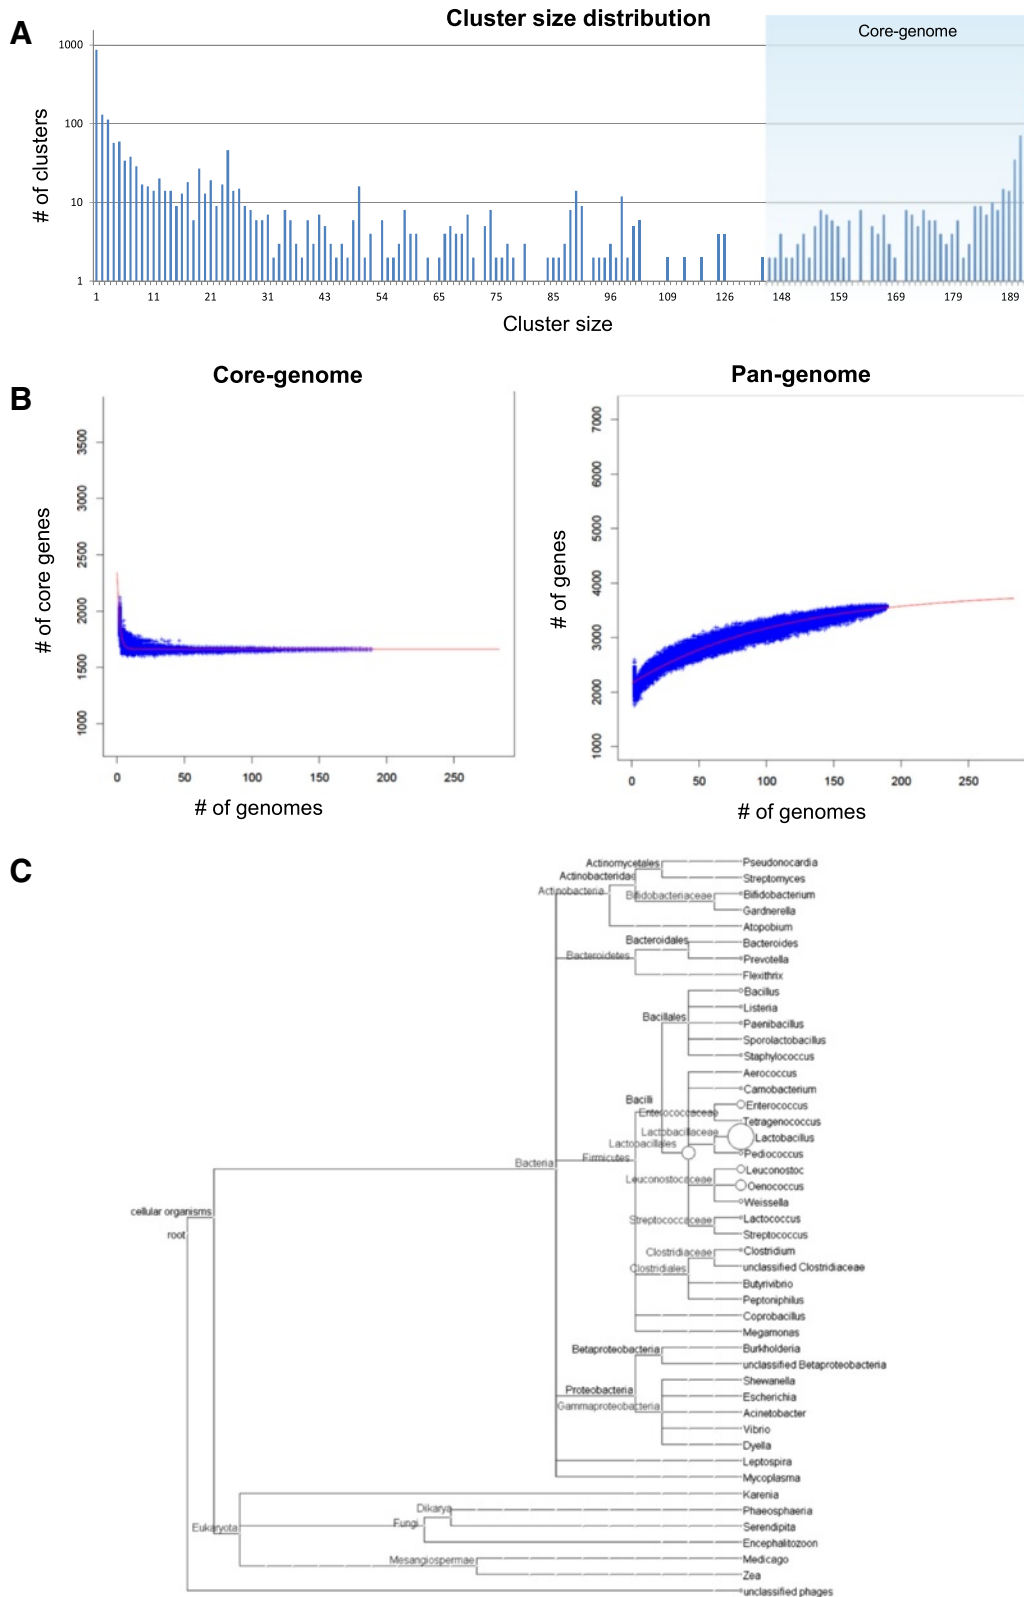 A
Cluster size distribution
Core-genome
# of clusters
1000
100
10
1
1 11 21 31 43 54 65 75 85 96 109 126 148 159 169 179 189
Cluster size
B
Core-genome
Pan-genome
# of core genes
3500
3000
2500
2000
1500
1000
0 50 100 150 200 250
# of genomes
# of genes
7000
6000
5000
4000
3000
2000
1000
0 50 100 150 200 250
# of genomes
C
Actinomycetales
Pseudonocardia
Actinobacteridae
Streptomyces
Actinobacteria
Bifidobacteriaceae
Bifidobacterium
Gardnerella
Atopobium
Bacteroidales
Bacteroides
Bacteroidetes
Prevotella
Flexithrix
Bacillus
Listeria
Bacillales
Paenibacillus
Sporolactobacillus
Staphylococcus
Aerococcus
Carnobacterium
Bacilli
Enterococcaceae
Enterococcus
Tetragenococcus
Lactobacillaceae
Lactobacillus
Lactobacillales
Firmicutes
Pediococcus
Bacteria
Leuconostoc
Leuconostocaceae
Oenococcus
Weissella
cellular organisms
Streptococcaceae
Lactococcus
root
Streptococcus
Clostridiaceae
Clostridium
Clostridiales
unclassified Clostridiaceae
Butyrivibrio
Peptoniphilus
Coprobacillus
Megamonas
Betaproteobacteria
Burkholderia
unclassified Betaproteobacteria
Shewanella
Proteobacteria
Escherichia
Gammaproteobacteria
Acinetobacter
Vibrio
Dyella
Leptospira
Mycoplasma
Karenia
Dikarya
Phaeosphaeria
Eukaryota
Fungi
Serendipita
Encephalitozoon
Mesangiospermae
Medicago
Zea
unclassified phages